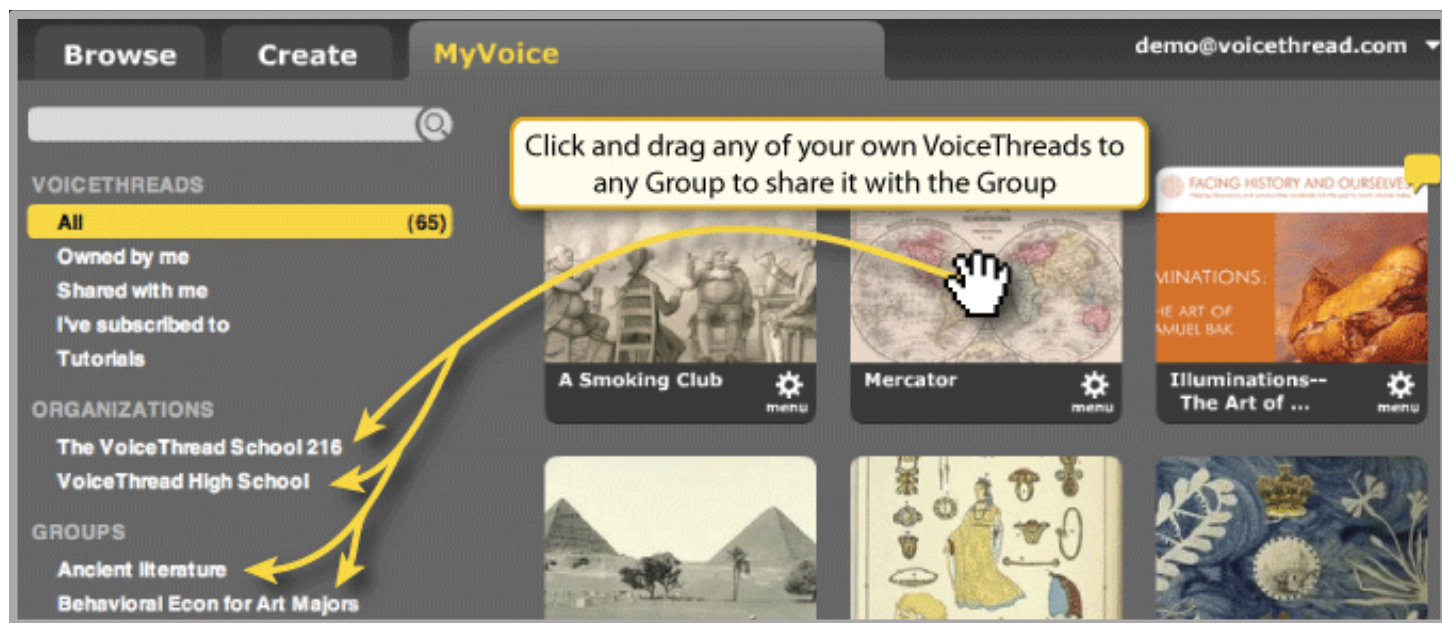 Browse
Create
MyVoice
demo@voicethread.com
Click and drag any of your own VoiceThreads to
any Group to share it with the Group
VOICETHREADS
All (65)
Owned by me
Shared with me
I've subscribed to
Tutorials
ORGANIZATIONS
The VoiceThread School 216
VoiceThread High School
GROUPS
Ancient literature
Behavioral Econ for Art Majors
A Smoking Club
menu
Mercator
menu
FACING HISTORY AND OURSELVES
MINATIONS:
HE ART OF
AMUEL BAK
Illuminations--
The Art of ...
menu